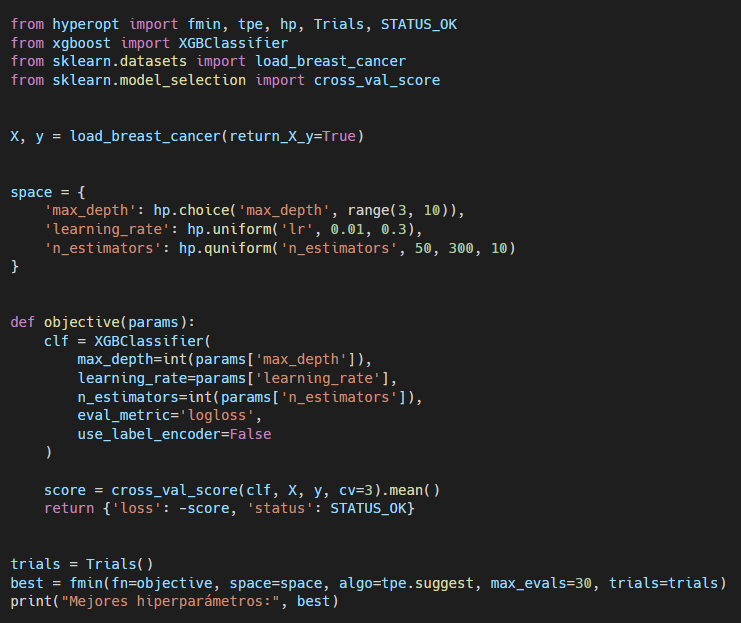 from hyperopt import fmin, tpe, hp, Trials, STATUS_OK
from xgboost import XGBClassifier
from sklearn.datasets import load_breast_cancer
from sklearn.model_selection import cross_val_score
X, y = load_breast_cancer(return_X_y=True)
space = {
    'max_depth': hp.choice('max_depth', range(3, 10)),
    'learning_rate': hp.uniform('lr', 0.01, 0.3),
    'n_estimators': hp.quniform('n_estimators', 50, 300, 10)
}
def objective(params):
    clf = XGBClassifier(
        max_depth=int(params['max_depth']),
        learning_rate=params['learning_rate'],
        n_estimators=int(params['n_estimators']),
        eval_metric='logloss',
        use_label_encoder=False
    )
    score = cross_val_score(clf, X, y, cv=3).mean()
    return {'loss': -score, 'status': STATUS_OK}
trials = Trials()
best = fmin(fn=objective, space=space, algo=tpe.suggest, max_evals=30, trials=trials)
print("Mejores hiperparámetros:", best)